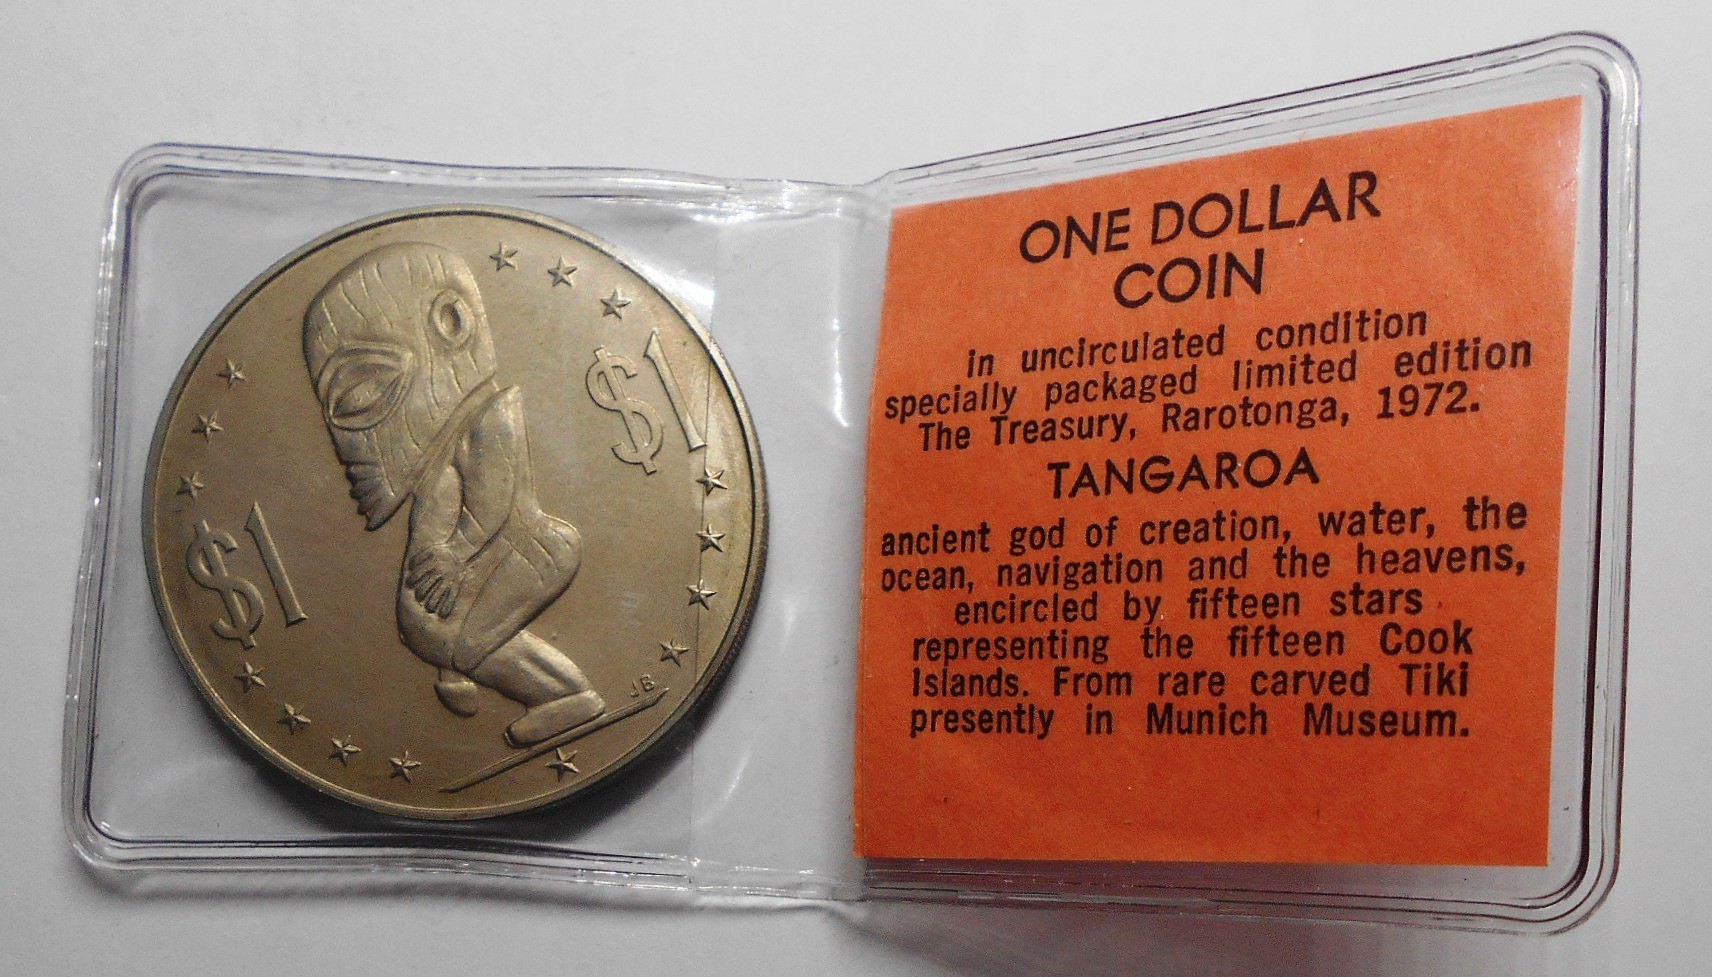 $1
$1
JB
ONE DOLLAR
COIN
in uncirculated condition
specially packaged limited edition
The Treasury, Rarotonga, 1972.
TANGAROA
ancient god of creation, water, the
ocean, navigation and the heavens,
encircled by fifteen stars
representing the fifteen Cook
Islands. From rare carved Tiki
presently in Munich Museum.